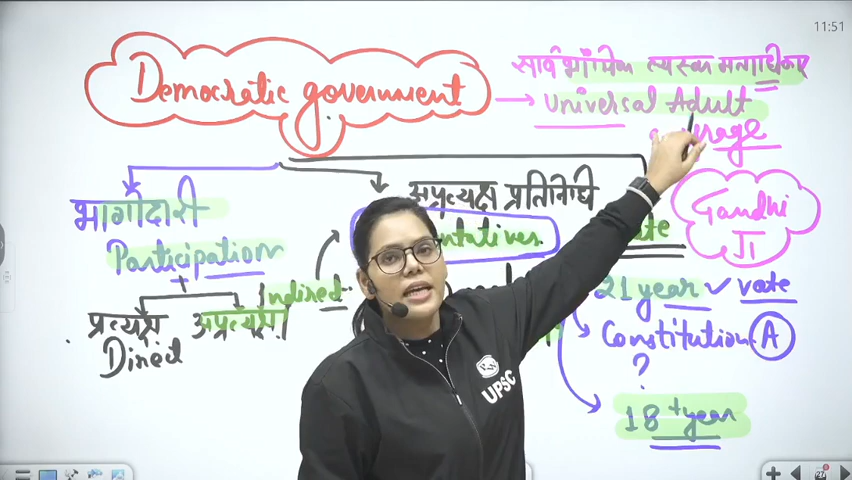 11:51
Democratic government
सार्वभौमिक व्यस्क मताधिकार
→ Universal Adult
भागीदारी
Participation
अप्रत्यक्ष प्रतिनिधि
Gandhi
JI
Indirect
प्रत्यक्ष अप्रत्यक्ष
Direct
21 year ✓ vote
Constitution A
?
18+ year
KGS
UPSC